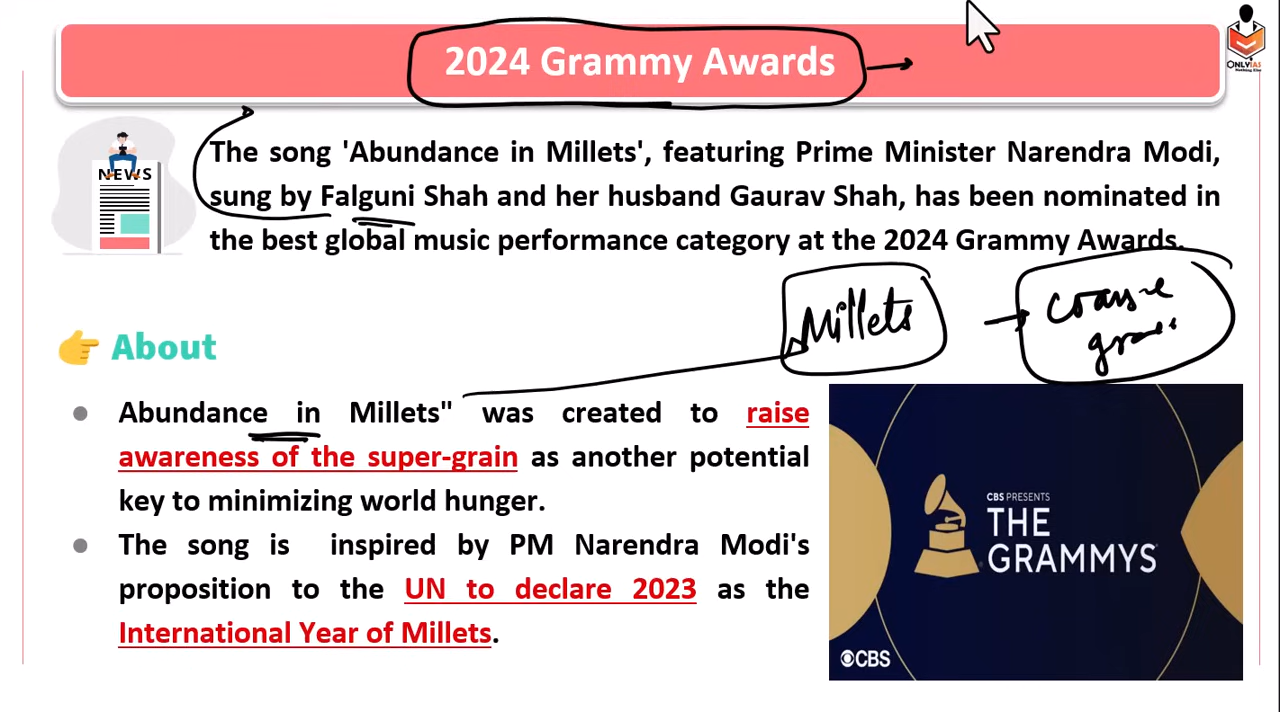 2024 Grammy Awards
ONLYIAS
Nothing Else
NEWS
The song 'Abundance in Millets', featuring Prime Minister Narendra Modi,
sung by Falguni Shah and her husband Gaurav Shah, has been nominated in
the best global music performance category at the 2024 Grammy Awards.
Millets
coarse
About
Abundance in Millets" was created to raise
awareness of the super-grain as another potential
key to minimizing world hunger.
The song is inspired by PM Narendra Modi's
proposition to the UN to declare 2023 as the
International Year of Millets.
CBS PRESENTS
THE
GRAMMYS
CBS